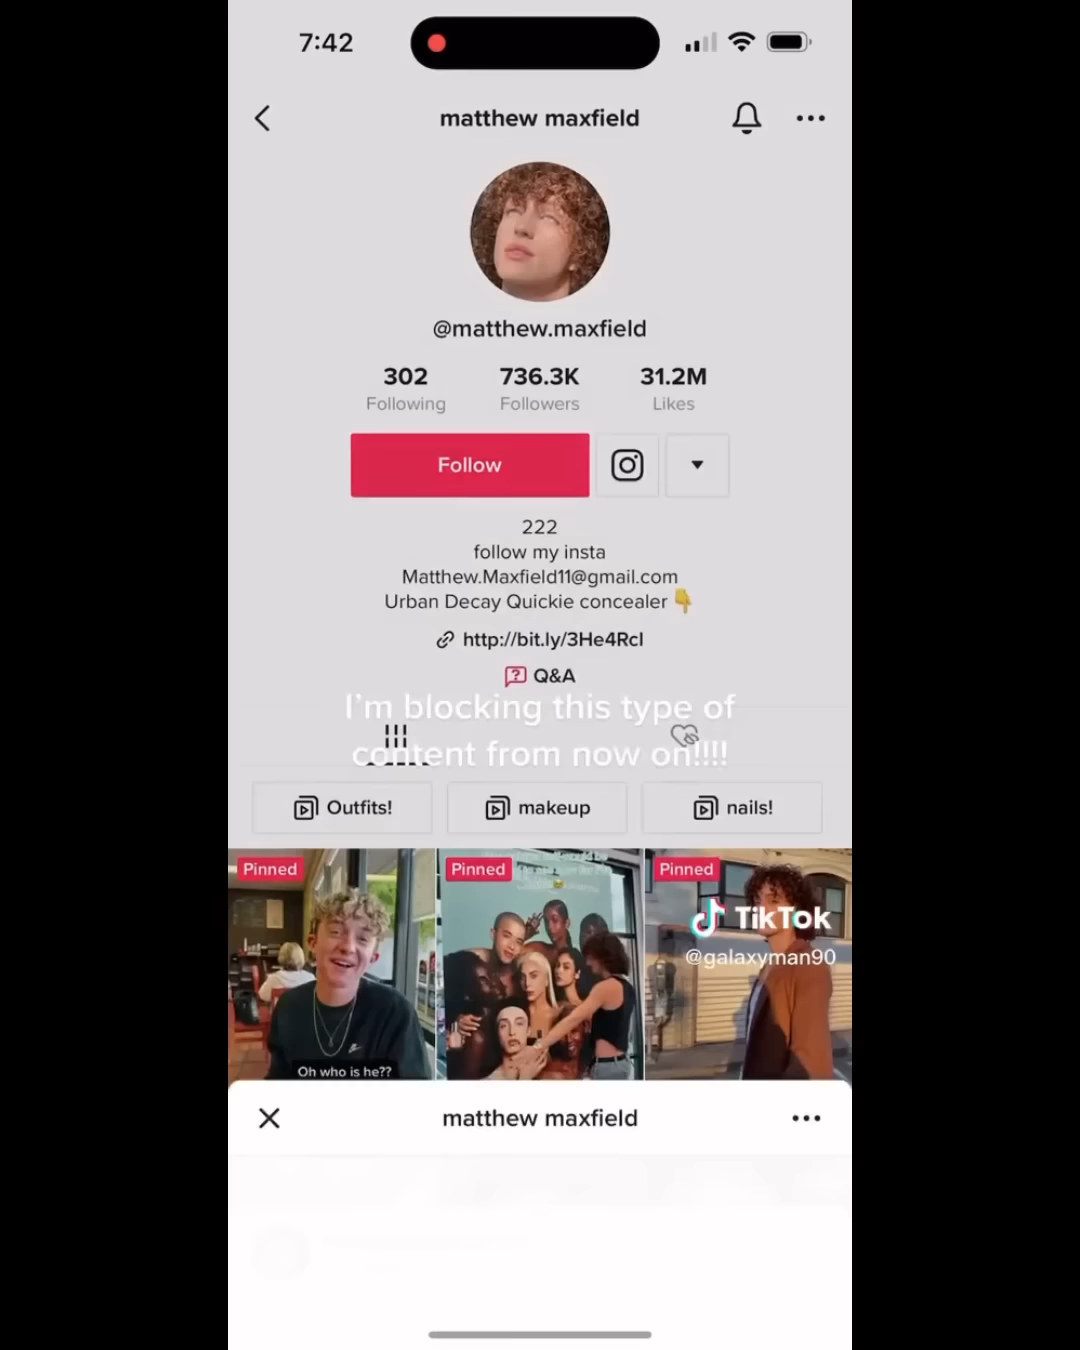 7:42
matthew maxfield
@matthew.maxfield
302 736.3K 31.2M
Following Followers Likes
Follow
222
follow my insta
Matthew.Maxfield11@gmail.com
Urban Decay Quickie concealer 👇
http://bit.ly/3He4Rcl
Q&A
I'm blocking this type of
content from now on!!!!
Outfits! makeup nails!
Pinned Pinned Pinned
TikTok
@galaxyman90
Oh who is he??
matthew maxfield